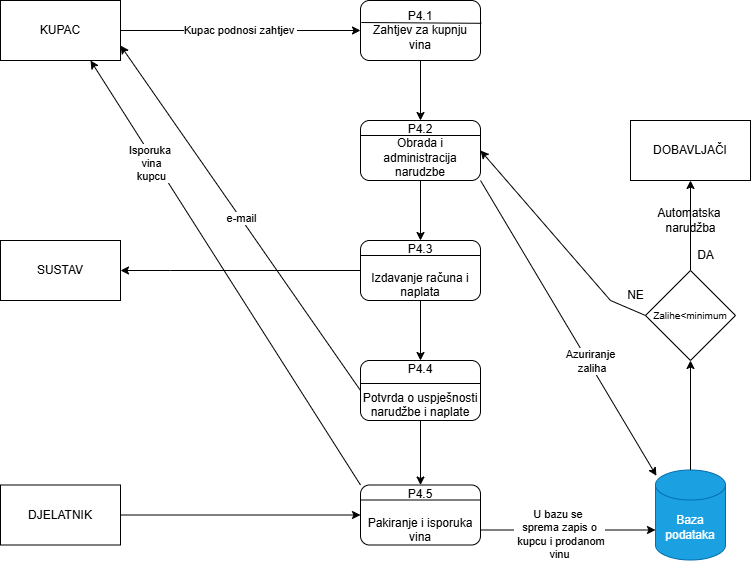 KUPAC
Kupac podnosi zahtjev
P4.1
Zahtjev za kupnju
vina
P4.2
Obrada i
administracija
narudzbe
DOBAVLJAČI
Isporuka
vina
kupcu
e-mail
Automatska
narudžba
DA
SUSTAV
P4.3
Izdavanje računa i
naplata
NE
Zalihe<minimum
Azuriranje
zaliha
P4.4
Potvrda o uspješnosti
narudžbe i naplate
DJELATNIK
P4.5
Pakiranje i isporuka
vina
U bazu se
sprema zapis o
kupcu i prodanom
vinu
Baza
podataka